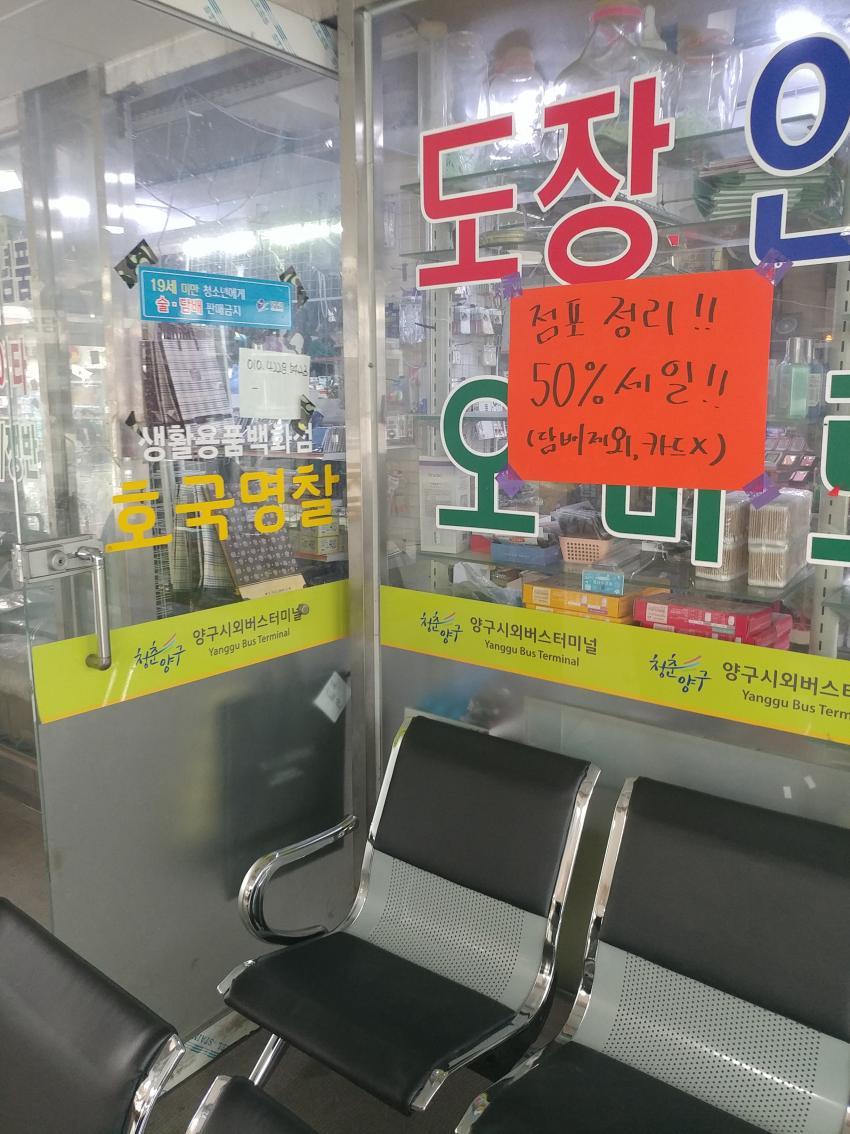 19세 미만 청소년에게
술·담배 판매금지
생활용품백화점
호국명찰
청춘양구 양구시외버스터미널
Yanggu Bus Terminal
도장
점포 정리!!
50%세일!!
(담배제외, 카드X)
오
청춘양구 양구시외버스터미널
Yanggu Bus Terminal
청춘양구 양구시외버스
Yanggu Bus Term